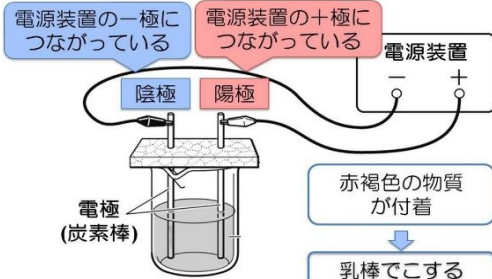 電源装置の－極に
つながっている
電源装置の＋極に
つながっている
電源装置
－ ＋
陰極
陽極
電極
(炭素棒)
赤褐色の物質
が付着
乳棒でこする